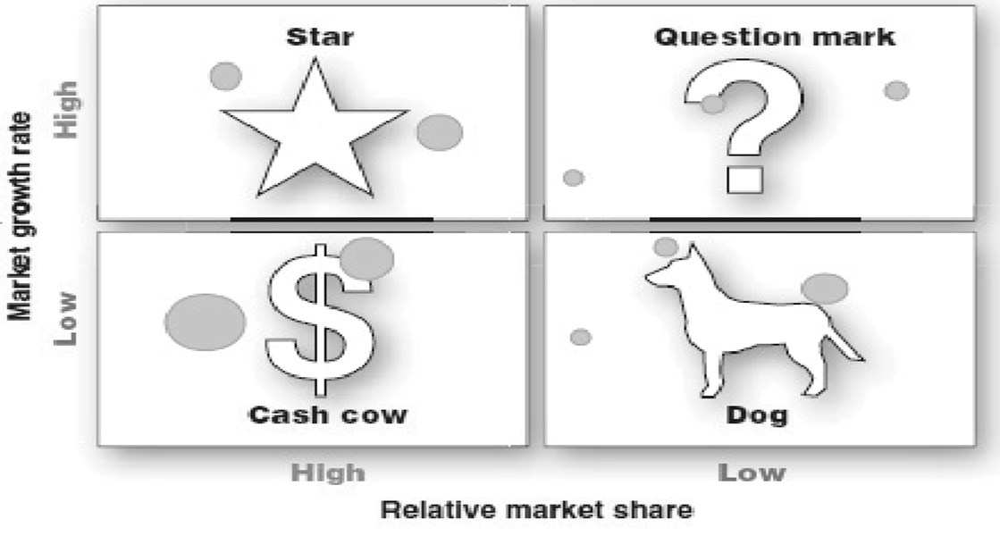 Star
Question mark
?
Market growth rate
High
Low
$
Cash cow
Dog
High
Low
Relative market share